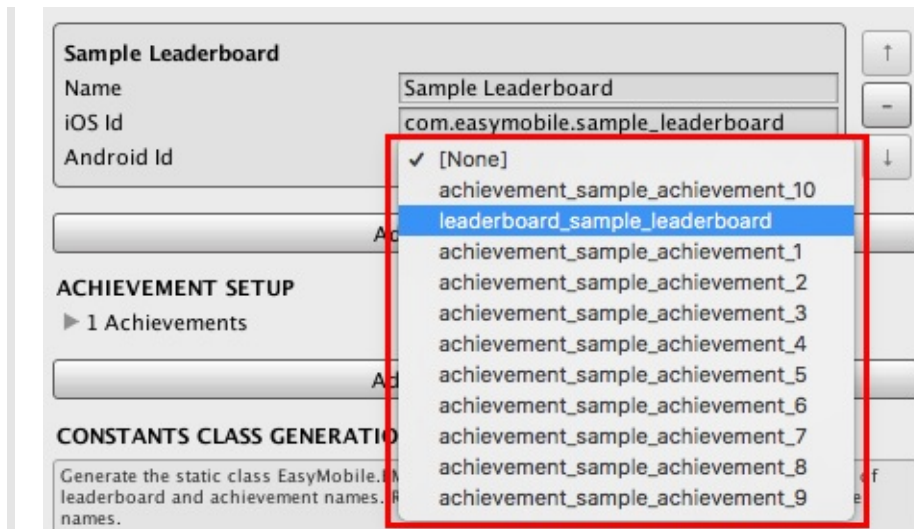 Sample Leaderboard
Name
Sample Leaderboard
iOS Id
com.easymobile.sample_leaderboard
Android Id
✓ [None]
achievement_sample_achievement_10
leaderboard_sample_leaderboard
achievement_sample_achievement_1
achievement_sample_achievement_2
achievement_sample_achievement_3
achievement_sample_achievement_4
achievement_sample_achievement_5
achievement_sample_achievement_6
achievement_sample_achievement_7
achievement_sample_achievement_8
achievement_sample_achievement_9
↑
-
↓
ACHIEVEMENT SETUP
▶ 1 Achievements
CONSTANTS CLASS GENERATIO
Generate the static class EasyMobile. of
leaderboard and achievement names.
names.